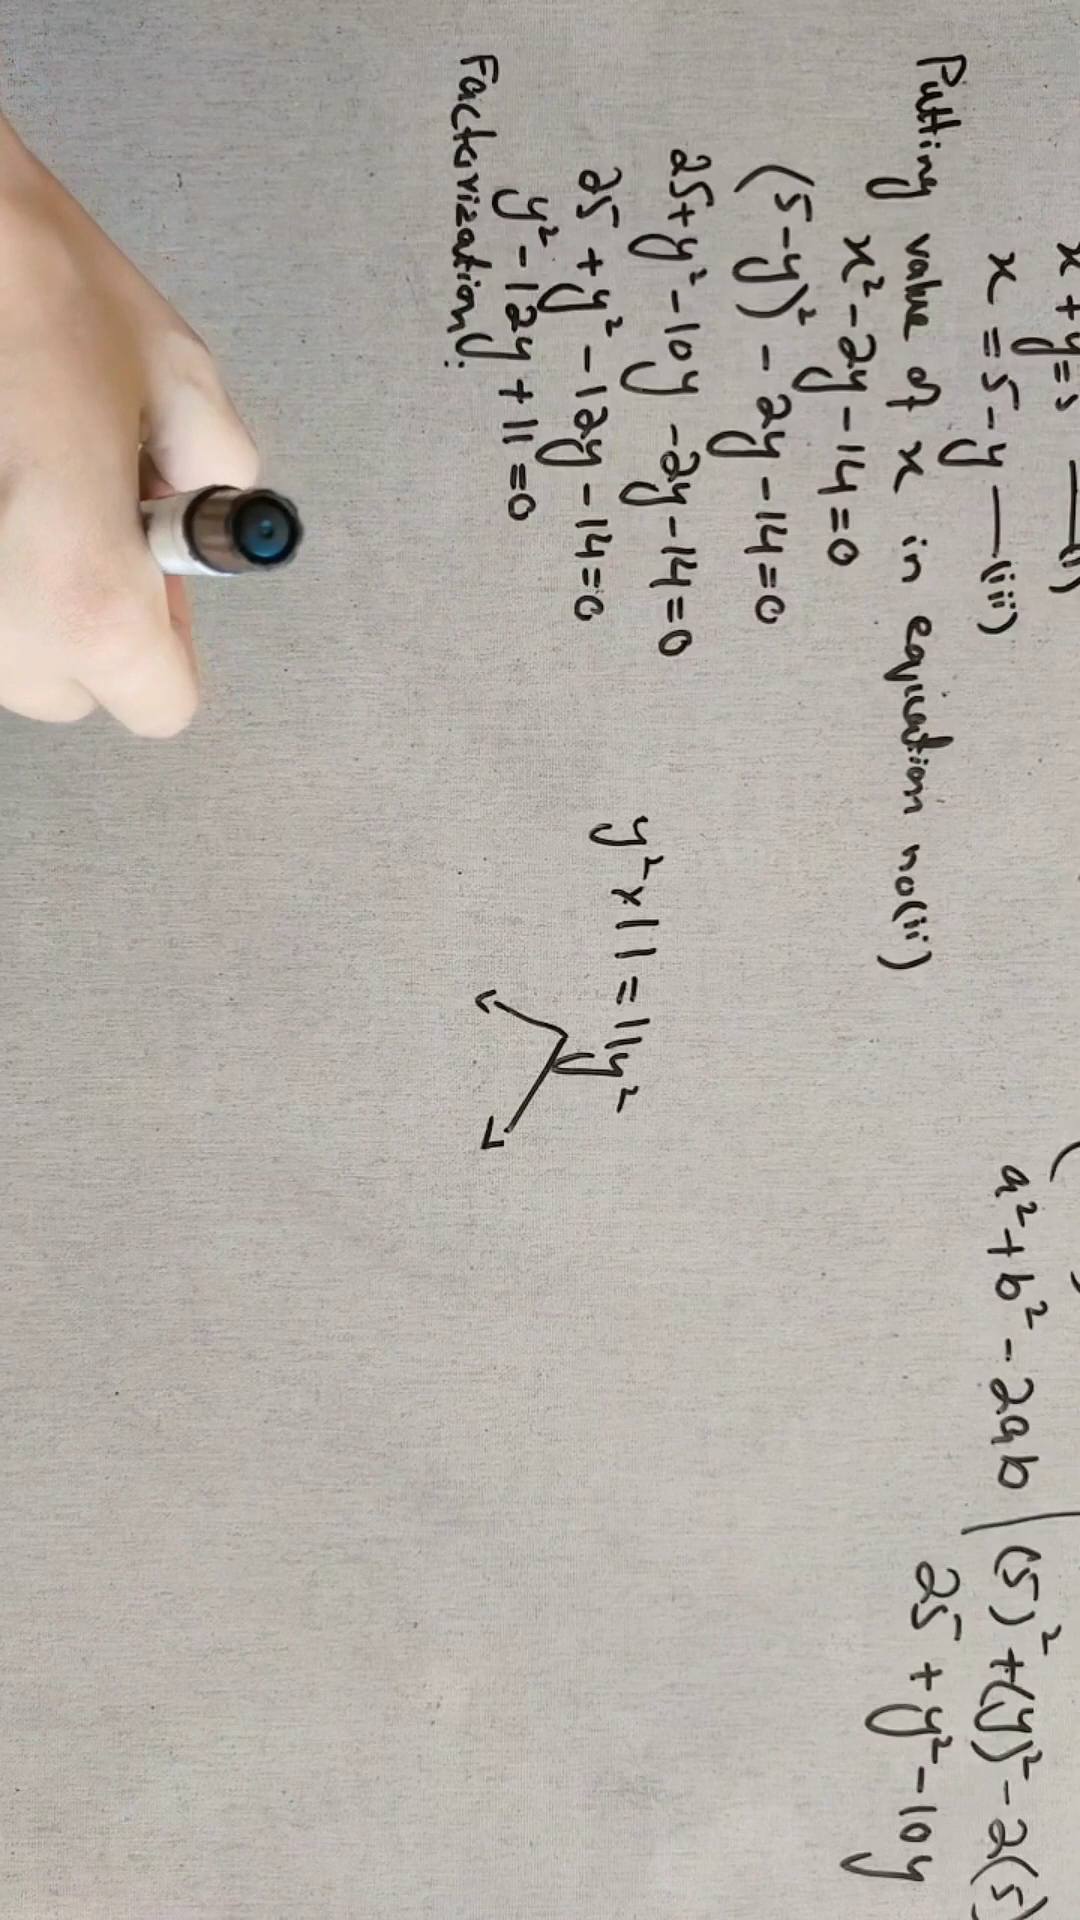 x + y = 5
x = 5 - y — (iii)
Putting value of x in equation no(ii)
x² - 2y - 14 = 0
(5 - y)² - 2y - 14 = 0
25 + y² - 10y - 2y - 14 = 0
25 + y² - 12y - 14 = 0
y² - 12y + 11 = 0
Factorization:
y² x 11 = 11y²
a² + b² - 2ab
(5)² + (y)² - 2(5)
25 + y² - 10y